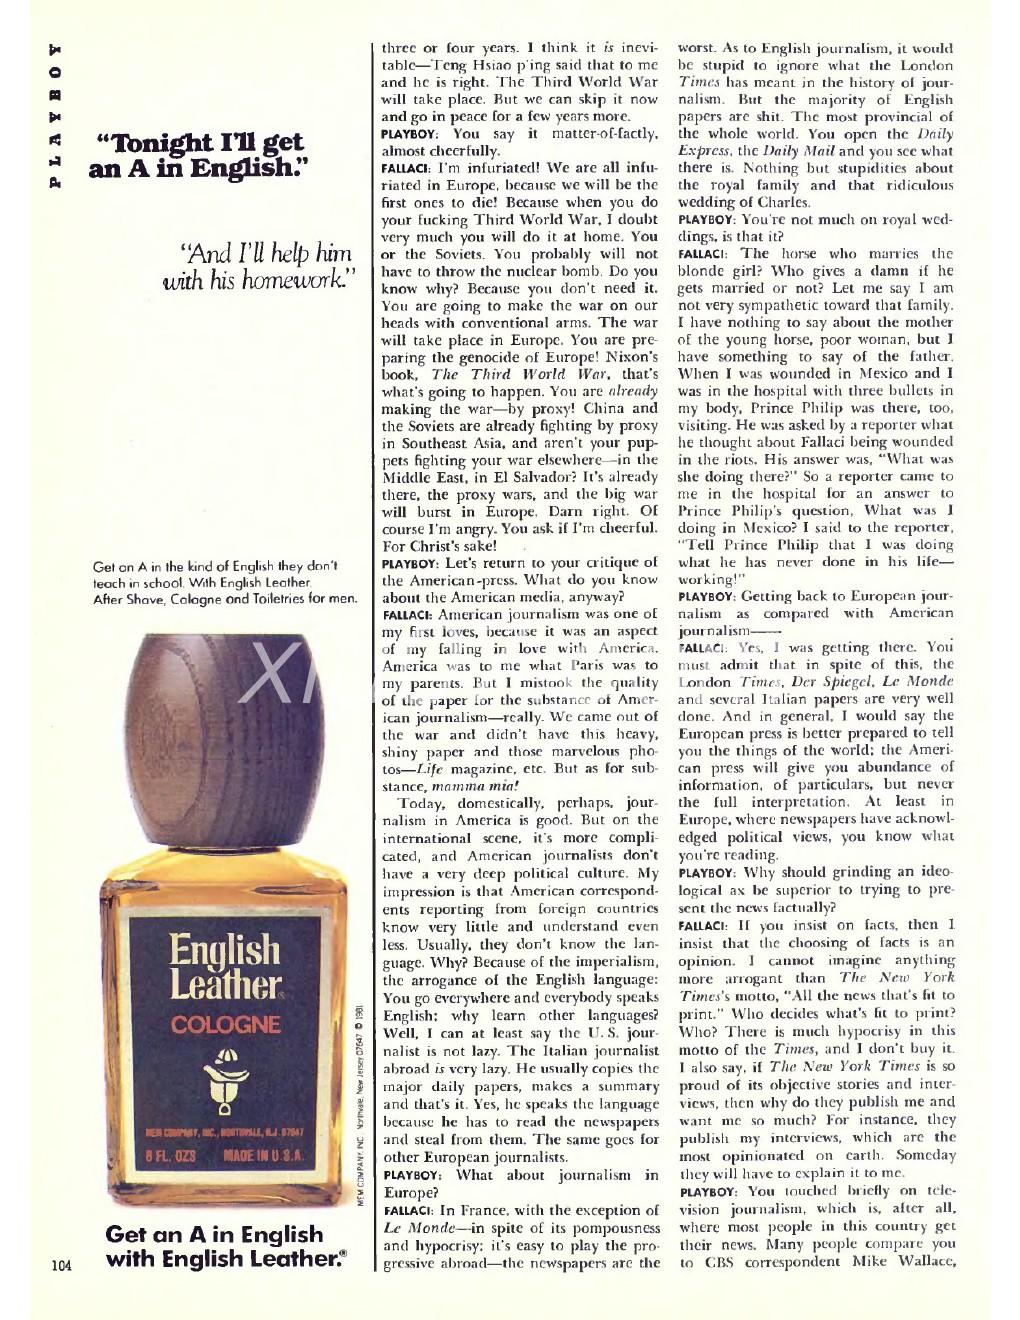 PLAYBOY
"Tonight I'll get
an A in English."
"And I'll help him
with his homework."
Get an A in the kind of English they don't
teach in school. With English Leather.
After Shave, Cologne and Toiletries for men.
English
Leather®
COLOGNE
MEM COMPANY, INC., NORTHVALE, N.J. 07647
8 FL. OZS MADE IN U.S.A.
MEM COMPANY, INC. Northvale, New Jersey 07647 © 1981
Get an A in English
with English Leather.®
104
three or four years. I think it is inevi-
table—Teng Hsiao p'ing said that to me
and he is right. The Third World War
will take place. But we can skip it now
and go in peace for a few years more.
PLAYBOY: You say it matter-of-factly,
almost cheerfully.
FALLACI: I'm infuriated! We are all infu-
riated in Europe, because we will be the
first ones to die! Because when you do
your fucking Third World War, I doubt
very much you will do it at home. You
or the Soviets. You probably will not
have to throw the nuclear bomb. Do you
know why? Because you don't need it.
You are going to make the war on our
heads with conventional arms. The war
will take place in Europe. You are pre-
paring the genocide of Europe! Nixon's
book, The Third World War, that's
what's going to happen. You are already
making the war—by proxy! China and
the Soviets are already fighting by proxy
in Southeast Asia, and aren't your pup-
pets fighting your war elsewhere—in the
Middle East, in El Salvador? It's already
there, the proxy wars, and the big war
will burst in Europe. Darn right. Of
course I'm angry. You ask if I'm cheerful.
For Christ's sake!
PLAYBOY: Let's return to your critique of
the American-press. What do you know
about the American media, anyway?
FALLACI: American journalism was one of
my first loves, because it was an aspect
of my falling in love with America.
America was to me what Paris was to
my parents. But I mistook the quality
of the paper for the substance of Amer-
ican journalism—really. We came out of
the war and didn't have this heavy,
shiny paper and those marvelous pho-
tos—Life magazine, etc. But as for sub-
stance, mamma mia!
Today, domestically, perhaps, jour-
nalism in America is good. But on the
international scene, it's more compli-
cated, and American journalists don't
have a very deep political culture. My
impression is that American correspond-
ents reporting from foreign countries
know very little and understand even
less. Usually, they don't know the lan-
guage. Why? Because of the imperialism,
the arrogance of the English language:
You go everywhere and everybody speaks
English; why learn other languages?
Well, I can at least say the U.S. jour-
nalist is not lazy. The Italian journalist
abroad is very lazy. He usually copies the
major daily papers, makes a summary
and that's it. Yes, he speaks the language
because he has to read the newspapers
and steal from them. The same goes for
other European journalists.
PLAYBOY: What about journalism in
Europe?
FALLACI: In France, with the exception of
Le Monde—in spite of its pompousness
and hypocrisy; it's easy to play the pro-
gressive abroad—the newspapers are the
worst. As to English journalism, it would
be stupid to ignore what the London
Times has meant in the history of jour-
nalism. But the majority of English
papers are shit. The most provincial of
the whole world. You open the Daily
Express, the Daily Mail and you see what
there is. Nothing but stupidities about
the royal family and that ridiculous
wedding of Charles.
PLAYBOY: You're not much on royal wed-
dings, is that it?
FALLACI: The horse who marries the
blonde girl? Who gives a damn if he
gets married or not? Let me say I am
not very sympathetic toward that family.
I have nothing to say about the mother
of the young horse, poor woman, but I
have something to say of the father.
When I was wounded in Mexico and I
was in the hospital with three bullets in
my body, Prince Philip was there, too,
visiting. He was asked by a reporter what
he thought about Fallaci being wounded
in the riots. His answer was, "What was
she doing there?" So a reporter came to
me in the hospital for an answer to
Prince Philip's question, What was I
doing in Mexico? I said to the reporter,
"Tell Prince Philip that I was doing
what he has never done in his life—
working!"
PLAYBOY: Getting back to European jour-
nalism as compared with American
journalism——
FALLACI: Yes, I was getting there. You
must admit that in spite of this, the
London Times, Der Spiegel, Le Monde
and several Italian papers are very well
done. And in general, I would say the
European press is better prepared to tell
you the things of the world; the Ameri-
can press will give you abundance of
information, of particulars, but never
the full interpretation. At least in
Europe, where newspapers have acknowl-
edged political views, you know what
you're reading.
PLAYBOY: Why should grinding an ideo-
logical ax be superior to trying to pre-
sent the news factually?
FALLACI: If you insist on facts, then I
insist that the choosing of facts is an
opinion. I cannot imagine anything
more arrogant than The New York
Times's motto, "All the news that's fit to
print." Who decides what's fit to print?
Who? There is much hypocrisy in this
motto of the Times, and I don't buy it.
I also say, if The New York Times is so
proud of its objective stories and inter-
views, then why do they publish me and
want me so much? For instance, they
publish my interviews, which are the
most opinionated on earth. Someday
they will have to explain it to me.
PLAYBOY: You touched briefly on tele-
vision journalism, which is, after all,
where most people in this country get
their news. Many people compare you
to CBS correspondent Mike Wallace,